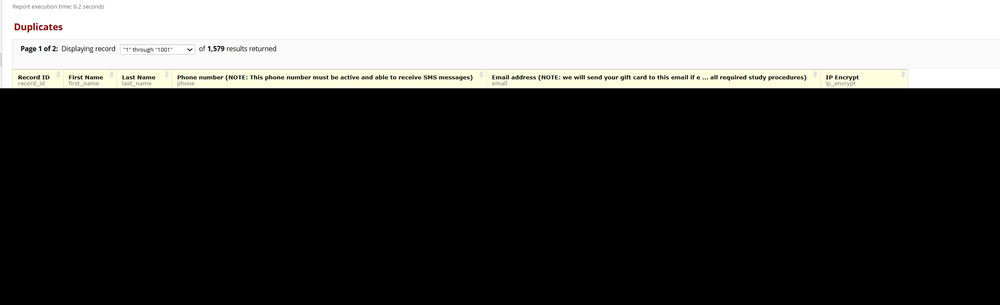 Report execution time: 0.2 seconds
Duplicates
Page 1 of 2: Displaying record "1" through "1001" of 1,579 results returned
Record ID First Name Last Name Phone number (NOTE: This phone number must be active and able to receive SMS messages) Email address (NOTE: we will send your gift card to this email if e ... all required study procedures) IP Encrypt
record_id first_name last_name phone email ip_encrypt